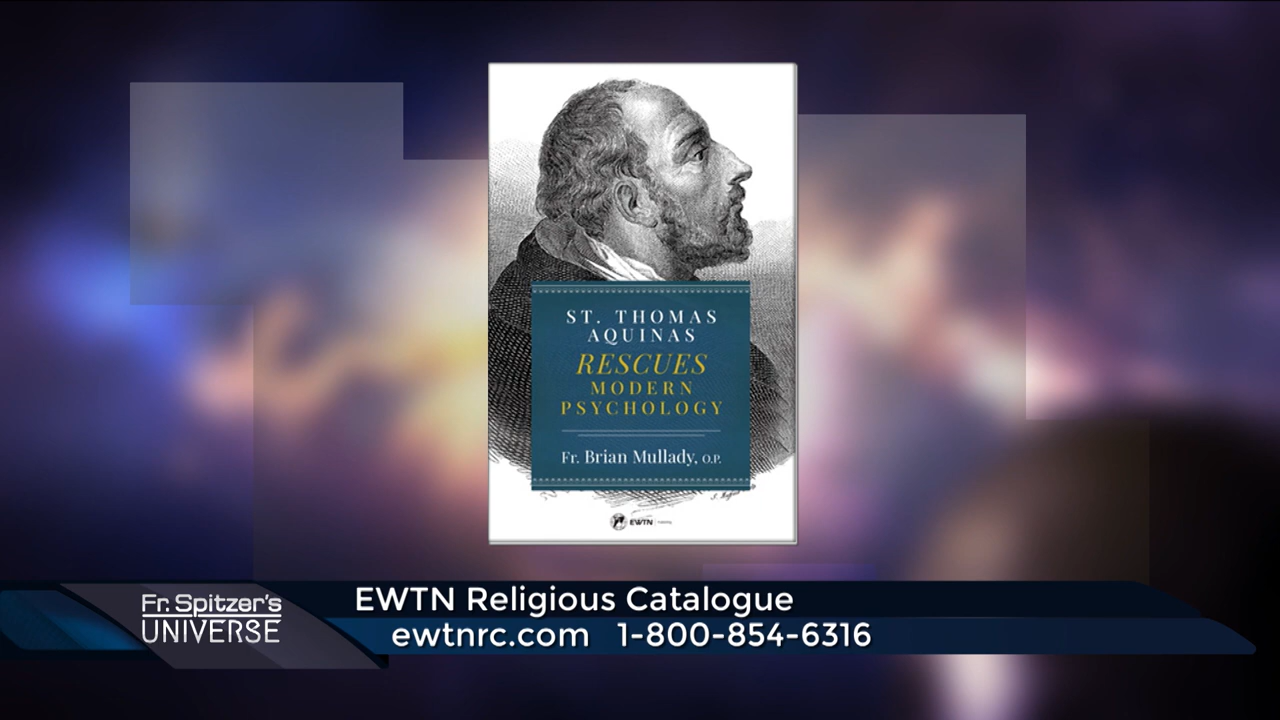 ST. THOMAS
AQUINAS
RESCUES
MODERN
PSYCHOLOGY
Fr. Brian Mullady, O.P.
EWTN
Fr. Spitzer's
UNIVERSE
EWTN Religious Catalogue
ewtnrc.com 1-800-854-6316